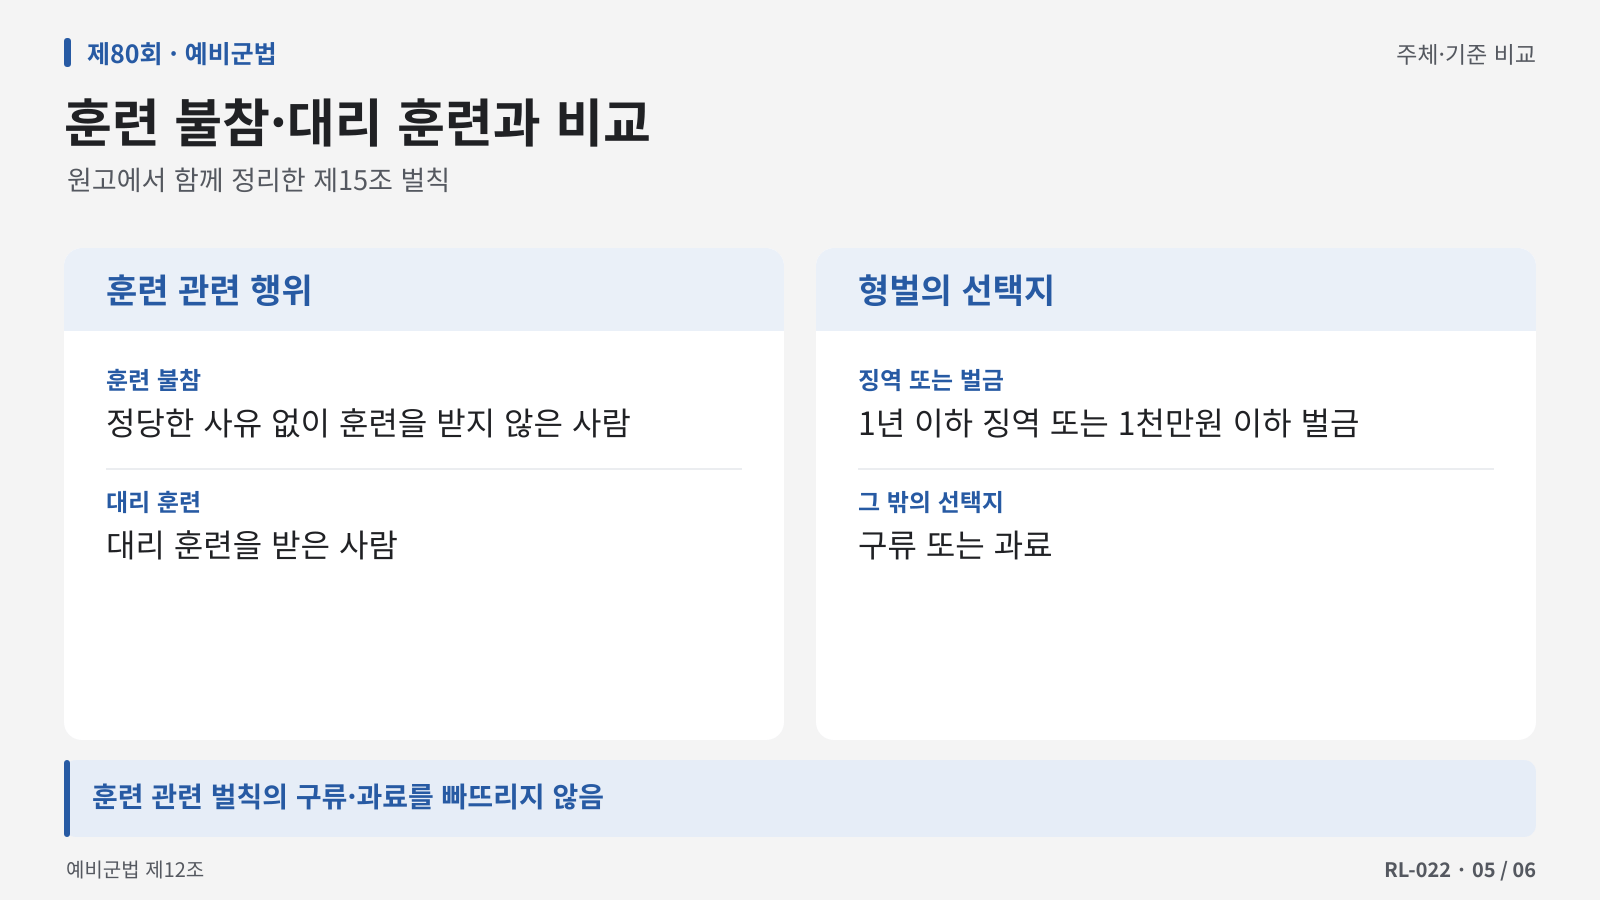 제80회 · 예비군법
주체·기준 비교
훈련 불참·대리 훈련과 비교
원고에서 함께 정리한 제15조 벌칙
훈련 관련 행위
훈련 불참
정당한 사유 없이 훈련을 받지 않은 사람
대리 훈련
대리 훈련을 받은 사람
형벌의 선택지
징역 또는 벌금
1년 이하 징역 또는 1천만원 이하 벌금
그 밖의 선택지
구류 또는 과료
훈련 관련 벌칙의 구류·과료를 빠뜨리지 않음
예비군법 제12조
RL-022 · 05 / 06